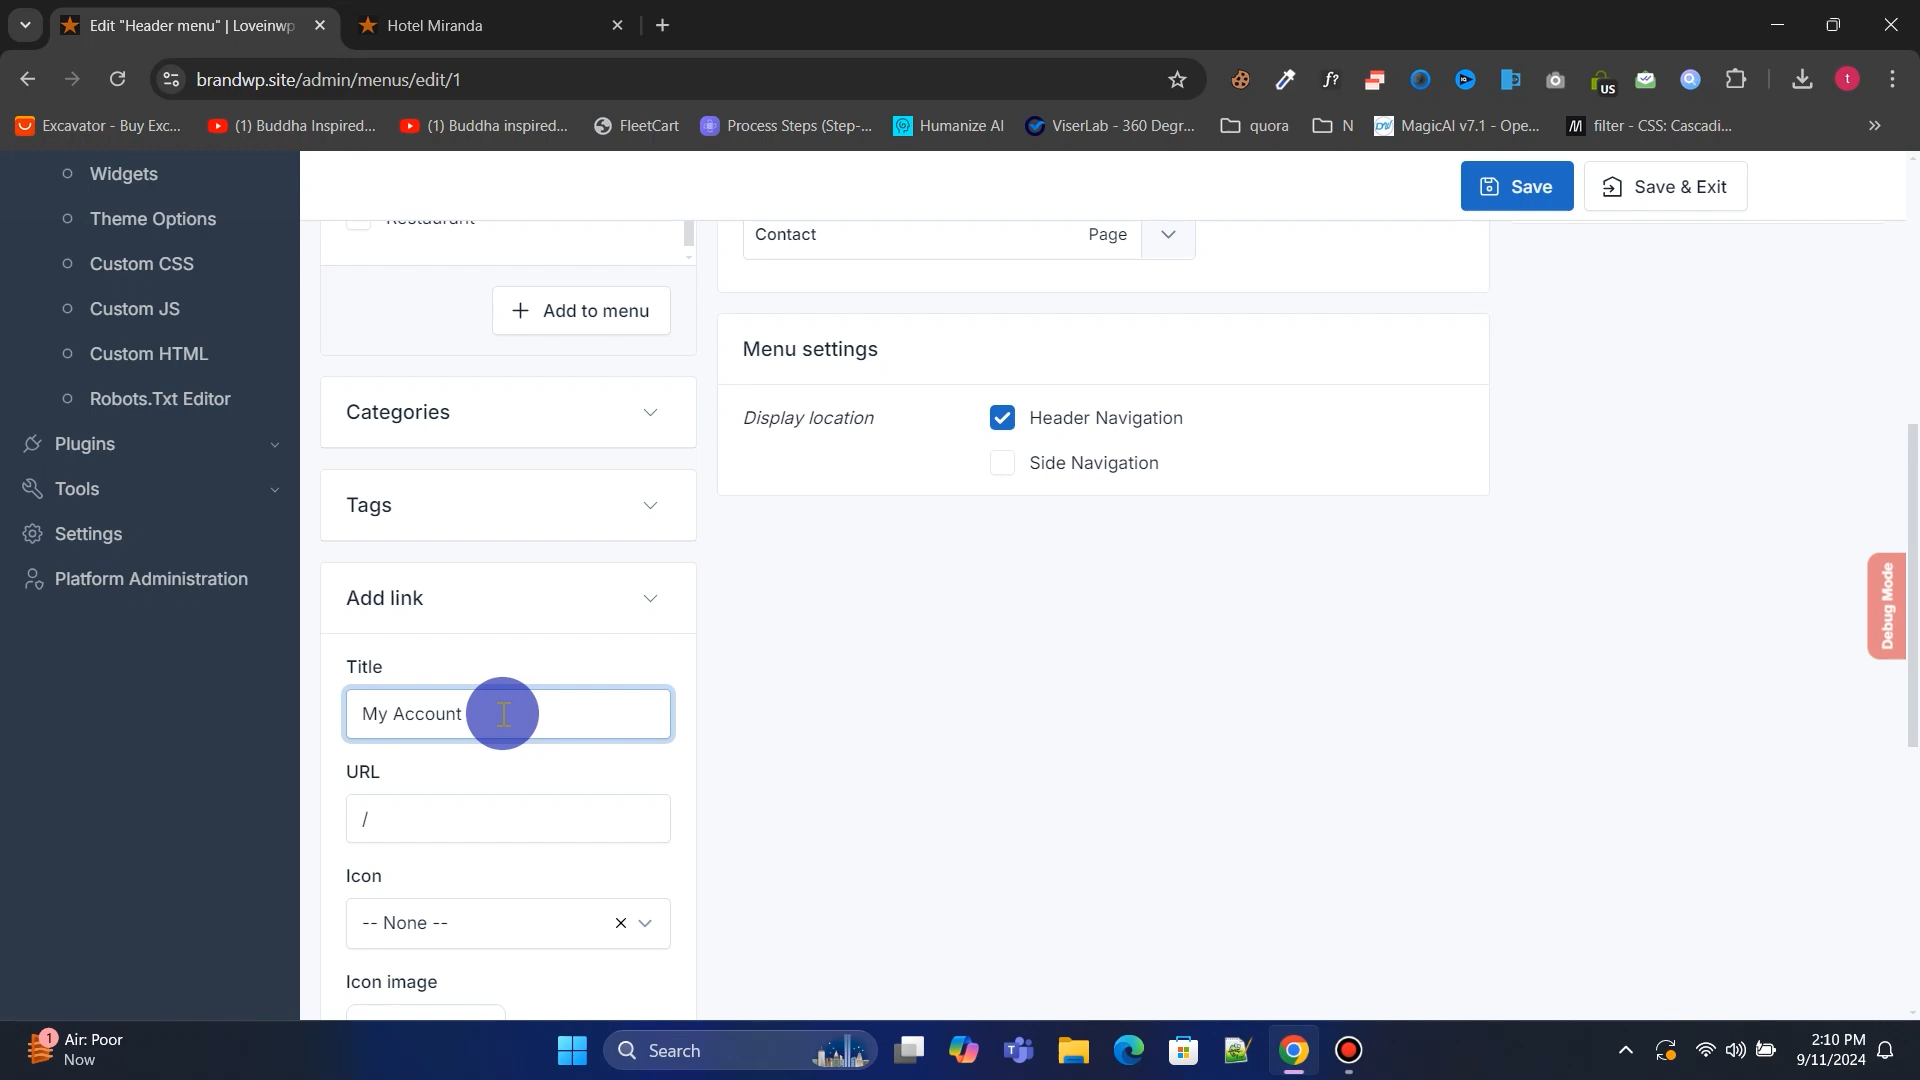 Edit "Header menu" | Loveinwp
Hotel Miranda
brandwp.site/admin/menus/edit/1
US
t
Excavator - Buy Exc...
(1) Buddha Inspired...
(1) Buddha inspired...
FleetCart
Process Steps (Step-...
Humanize AI
ViserLab - 360 Degr...
quora
N
MagicAI v7.1 - Ope...
filter - CSS: Cascadi...
Widgets
Theme Options
Custom CSS
Custom JS
Custom HTML
Robots.Txt Editor
Plugins
Tools
Settings
Platform Administration
Save
Save & Exit
Restaurant
Add to menu
Categories
Tags
Add link
Title
My Account
URL
/
Icon
-- None --
Icon image
Contact
Page
Menu settings
Display location
Header Navigation
Side Navigation
Debug Mode
1
Air: Poor
Now
Search
2:10 PM
9/11/2024